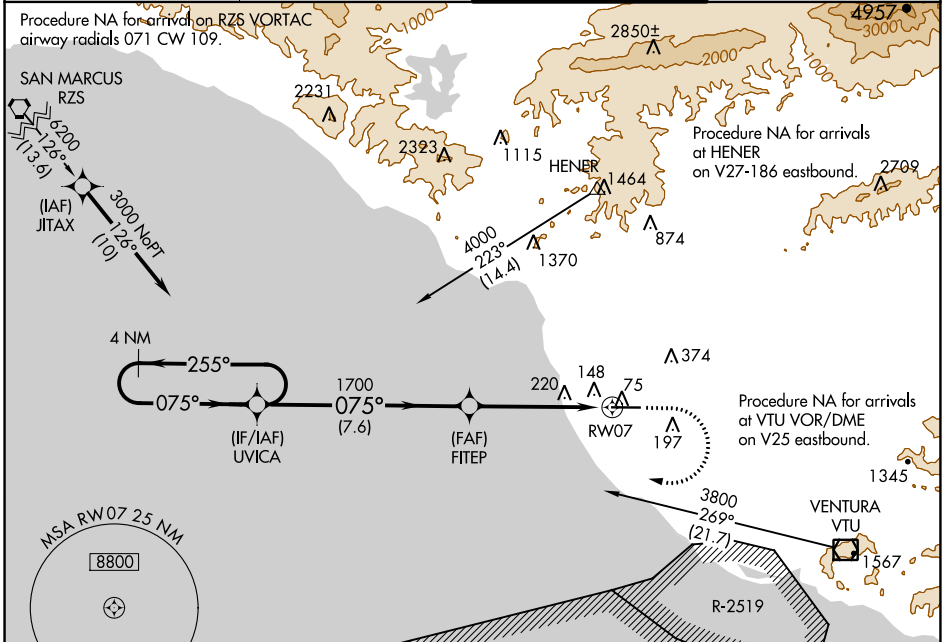 Procedure NA for arrival on RZS VORTAC
airway radials 071 CW 109.
4957
3000
2850±
2000
1000
1000
SAN MARCUS
RZS
6200
126°
(13.6)
2231
2323
1115
Procedure NA for arrivals
at HENER
on V27-186 eastbound.
HENER
1464
2709
(IAF)
JITAX
3000 NoPT
126°
(10)
874
4000
223°
(14.4)
1370
4 NM
255°
075°
1700
075°
(7.6)
(IF/IAF)
UVICA
(FAF)
FITEP
220
148
75
374
RW07
197
Procedure NA for arrivals
at VTU VOR/DME
on V25 eastbound.
1345
3800
269°
(21.7)
VENTURA
VTU
1567
MSA RW07 25 NM
8800
R-2519